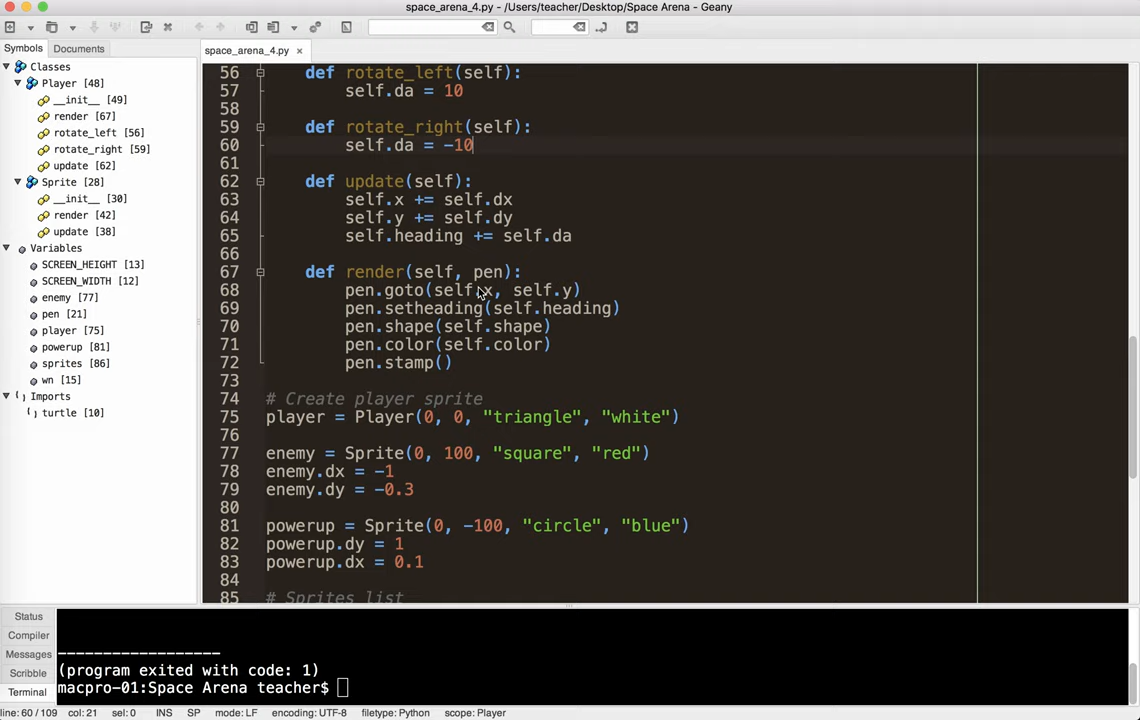 space_arena_4.py - /Users/teacher/Desktop/Space Arena - Geany
Symbols Documents
space_arena_4.py ×
Classes
Player [48]
__init__ [49]
render [67]
rotate_left [56]
rotate_right [59]
update [62]
Sprite [28]
__init__ [30]
render [42]
update [38]
Variables
SCREEN_HEIGHT [13]
SCREEN_WIDTH [12]
enemy [77]
pen [21]
player [75]
powerup [81]
sprites [86]
wn [15]
Imports
turtle [10]
56 def rotate_left(self):
57 self.da = 10
58
59 def rotate_right(self):
60 self.da = -10
61
62 def update(self):
63 self.x += self.dx
64 self.y += self.dy
65 self.heading += self.da
66
67 def render(self, pen):
68 pen.goto(self.x, self.y)
69 pen.setheading(self.heading)
70 pen.shape(self.shape)
71 pen.color(self.color)
72 pen.stamp()
73
74 # Create player sprite
75 player = Player(0, 0, "triangle", "white")
76
77 enemy = Sprite(0, 100, "square", "red")
78 enemy.dx = -1
79 enemy.dy = -0.3
80
81 powerup = Sprite(0, -100, "circle", "blue")
82 powerup.dy = 1
83 powerup.dx = 0.1
84
85 # Sprites list
Status
Compiler
Messages
Scribble
Terminal
------------------
(program exited with code: 1)
macpro-01:Space Arena teacher$
line: 60 / 109 col: 21 sel: 0 INS SP mode: LF encoding: UTF-8 filetype: Python scope: Player